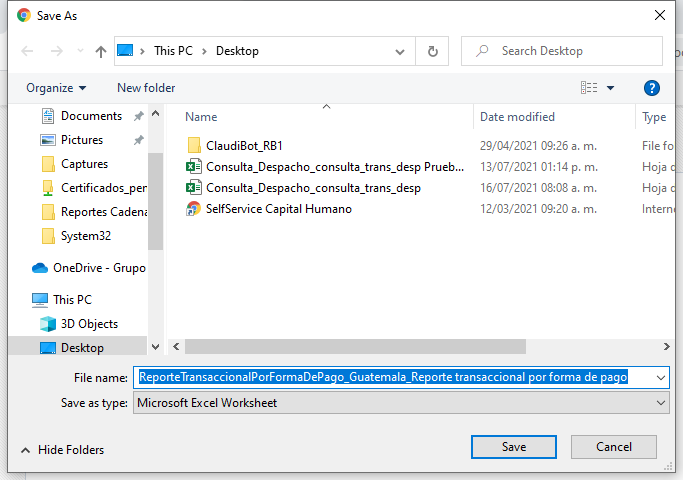 Save As
This PC
Desktop
Search Desktop
Organize
New folder
Documents
Pictures
Captures
Certificados_per
Reportes Cadena
System32
OneDrive - Grupo
This PC
3D Objects
Desktop
Name
Date modified
Type
ClaudiBot_RB1
29/04/2021 09:26 a. m.
File fo
Consulta_Despacho_consulta_trans_desp Prueb...
13/07/2021 01:14 p. m.
Hoja d
Consulta_Despacho_consulta_trans_desp
16/07/2021 08:08 a. m.
Hoja d
SelfService Capital Humano
12/03/2021 09:20 a. m.
Intern
File name:
ReporteTransaccionalPorFormaDePago_Guatemala_Reporte transaccional por forma de pago
Save as type:
Microsoft Excel Worksheet
Hide Folders
Save
Cancel